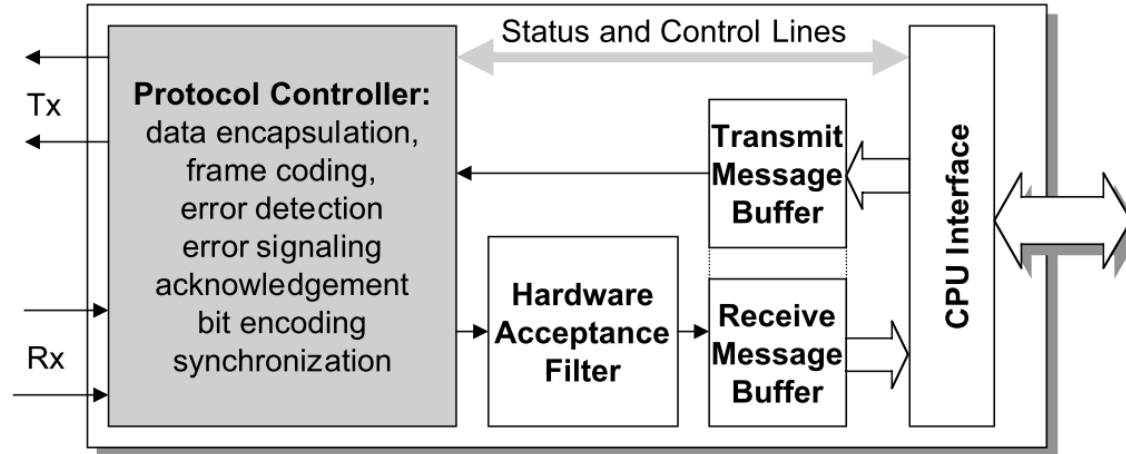 Status and Control Lines
Tx
Rx
Protocol Controller:
data encapsulation,
frame coding,
error detection
error signaling
acknowledgement
bit encoding
synchronization
Transmit
Message
Buffer
Hardware
Acceptance
Filter
Receive
Message
Buffer
CPU Interface